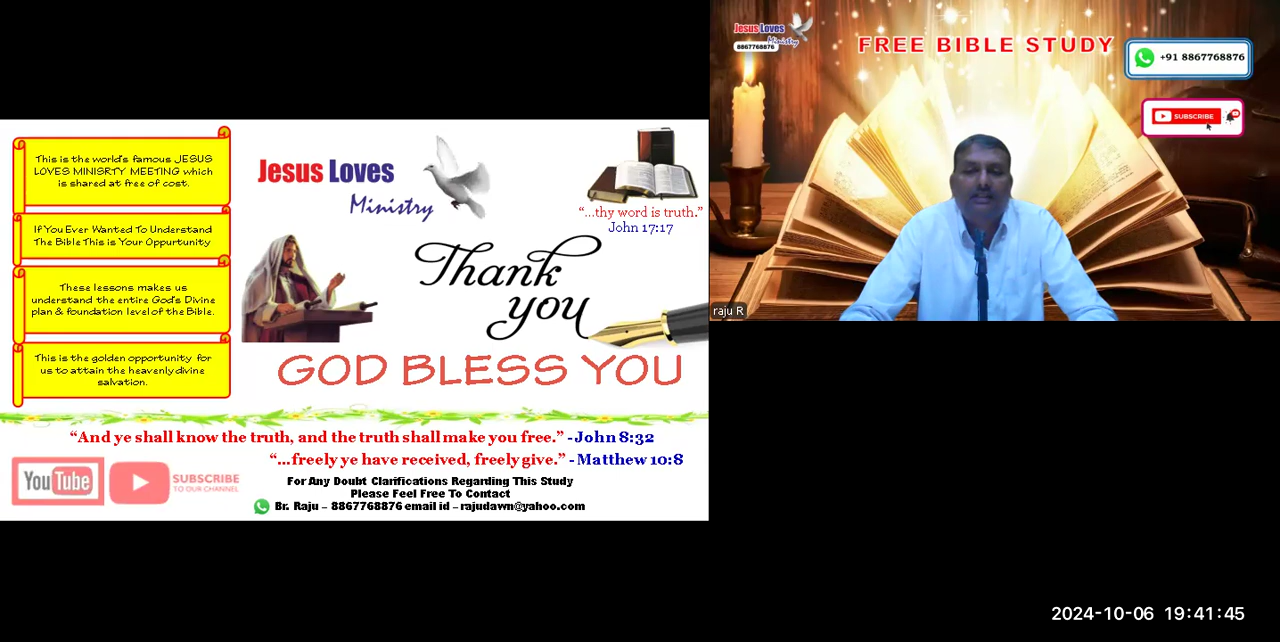 This is the world's famous JESUS
LOVES MINISRTY MEETING which
is shared at free of cost.
If You Ever Wanted To Understand
The Bible This is Your Oppurtunity
These lessons makes us
understand the entire God's Divine
plan & foundation level of the Bible.
This is the golden opportunity for
us to attain the heavenly divine
salvation.
Jesus Loves
Ministry
"...thy word is truth."
John 17:17
Thank
you
GOD BLESS YOU
"And ye shall know the truth, and the truth shall make you free." - John 8:32
"...freely ye have received, freely give." - Matthew 10:8
YouTube
SUBSCRIBE
TO OUR CHANNEL
For Any Doubt Clarifications Regarding This Study
Please Feel Free To Contact
Br. Raju – 8867768876 email id – rajudawn@yahoo.com
Jesus Loves
Ministry
8867768876
FREE BIBLE STUDY
+91 8867768876
SUBSCRIBE
raju R
2024-10-06 19:41:45